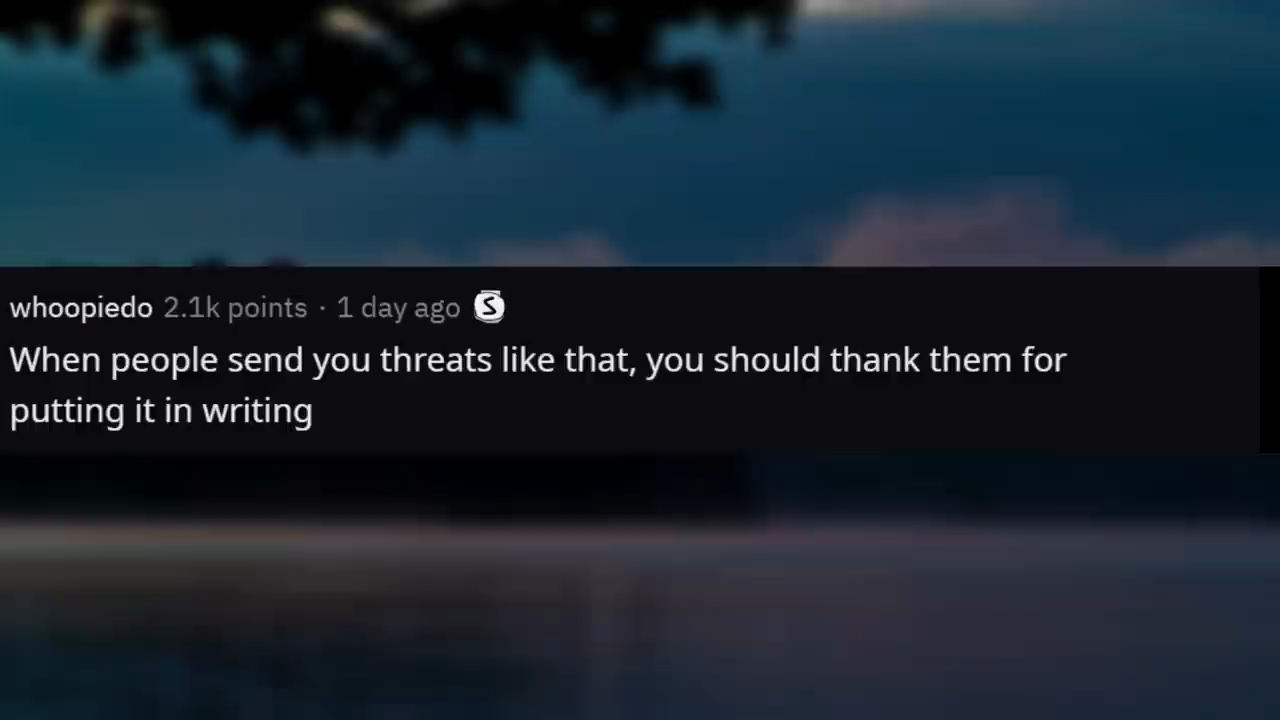 whoopiedo 2.1k points · 1 day ago S
When people send you threats like that, you should thank them for
putting it in writing